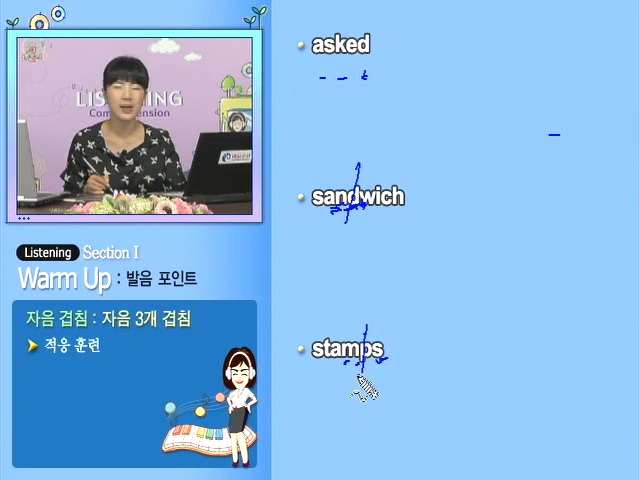 LISTENING
Comprehension
Listening Section I
Warm Up : 발음 포인트
자음 겹침 : 자음 3개 겹침
적응 훈련
asked
sandwich
stamps